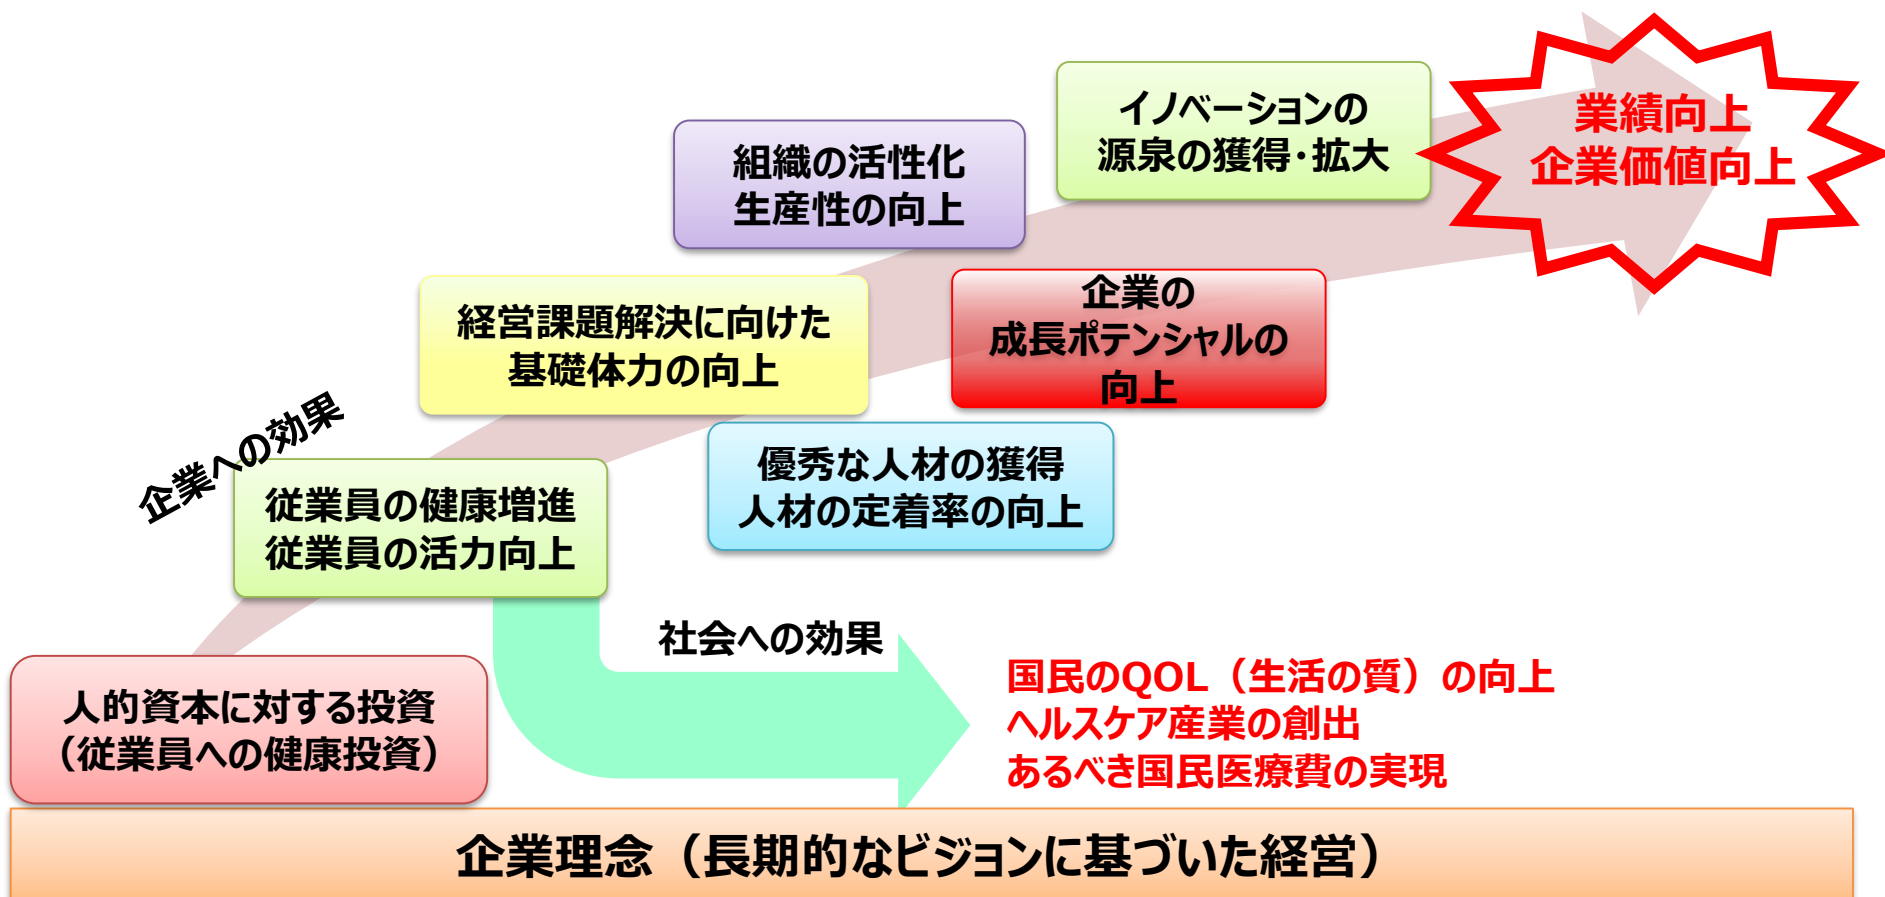 イノベーションの
源泉の獲得・拡大
業績向上
企業価値向上
組織の活性化
生産性の向上
企業の
成長ポテンシャルの
向上
経営課題解決に向けた
基礎体力の向上
優秀な人材の獲得
人材の定着率の向上
企業への効果
従業員の健康増進
従業員の活力向上
社会への効果
国民のQOL（生活の質）の向上
ヘルスケア産業の創出
あるべき国民医療費の実現
人的資本に対する投資
（従業員への健康投資）
企業理念（長期的なビジョンに基づいた経営）